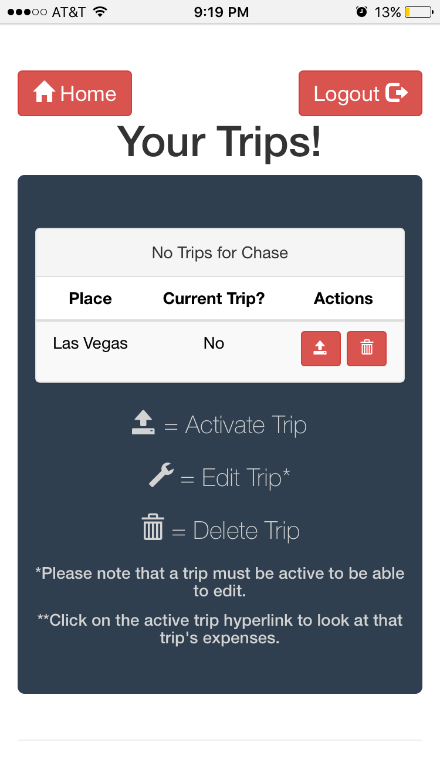 AT&T 9:19 PM 13%
Home Logout
Your Trips!
No Trips for Chase
Place Current Trip? Actions
Las Vegas No
= Activate Trip
= Edit Trip*
= Delete Trip
*Please note that a trip must be active to be able
to edit.
**Click on the active trip hyperlink to look at that
trip's expenses.